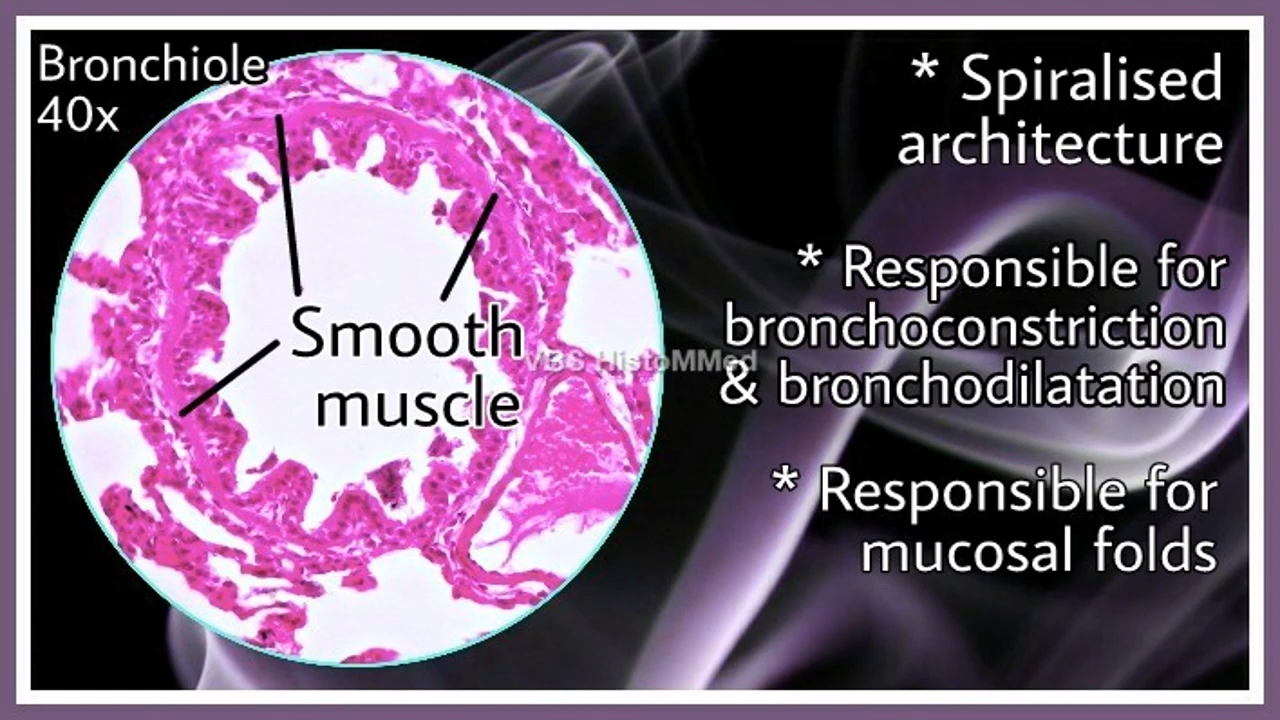 Bronchiole
40x
Smooth
muscle
* Spiralised
architecture
* Responsible for
bronchoconstriction
& bronchodilatation
* Responsible for
mucosal folds
VBS HistoMMed